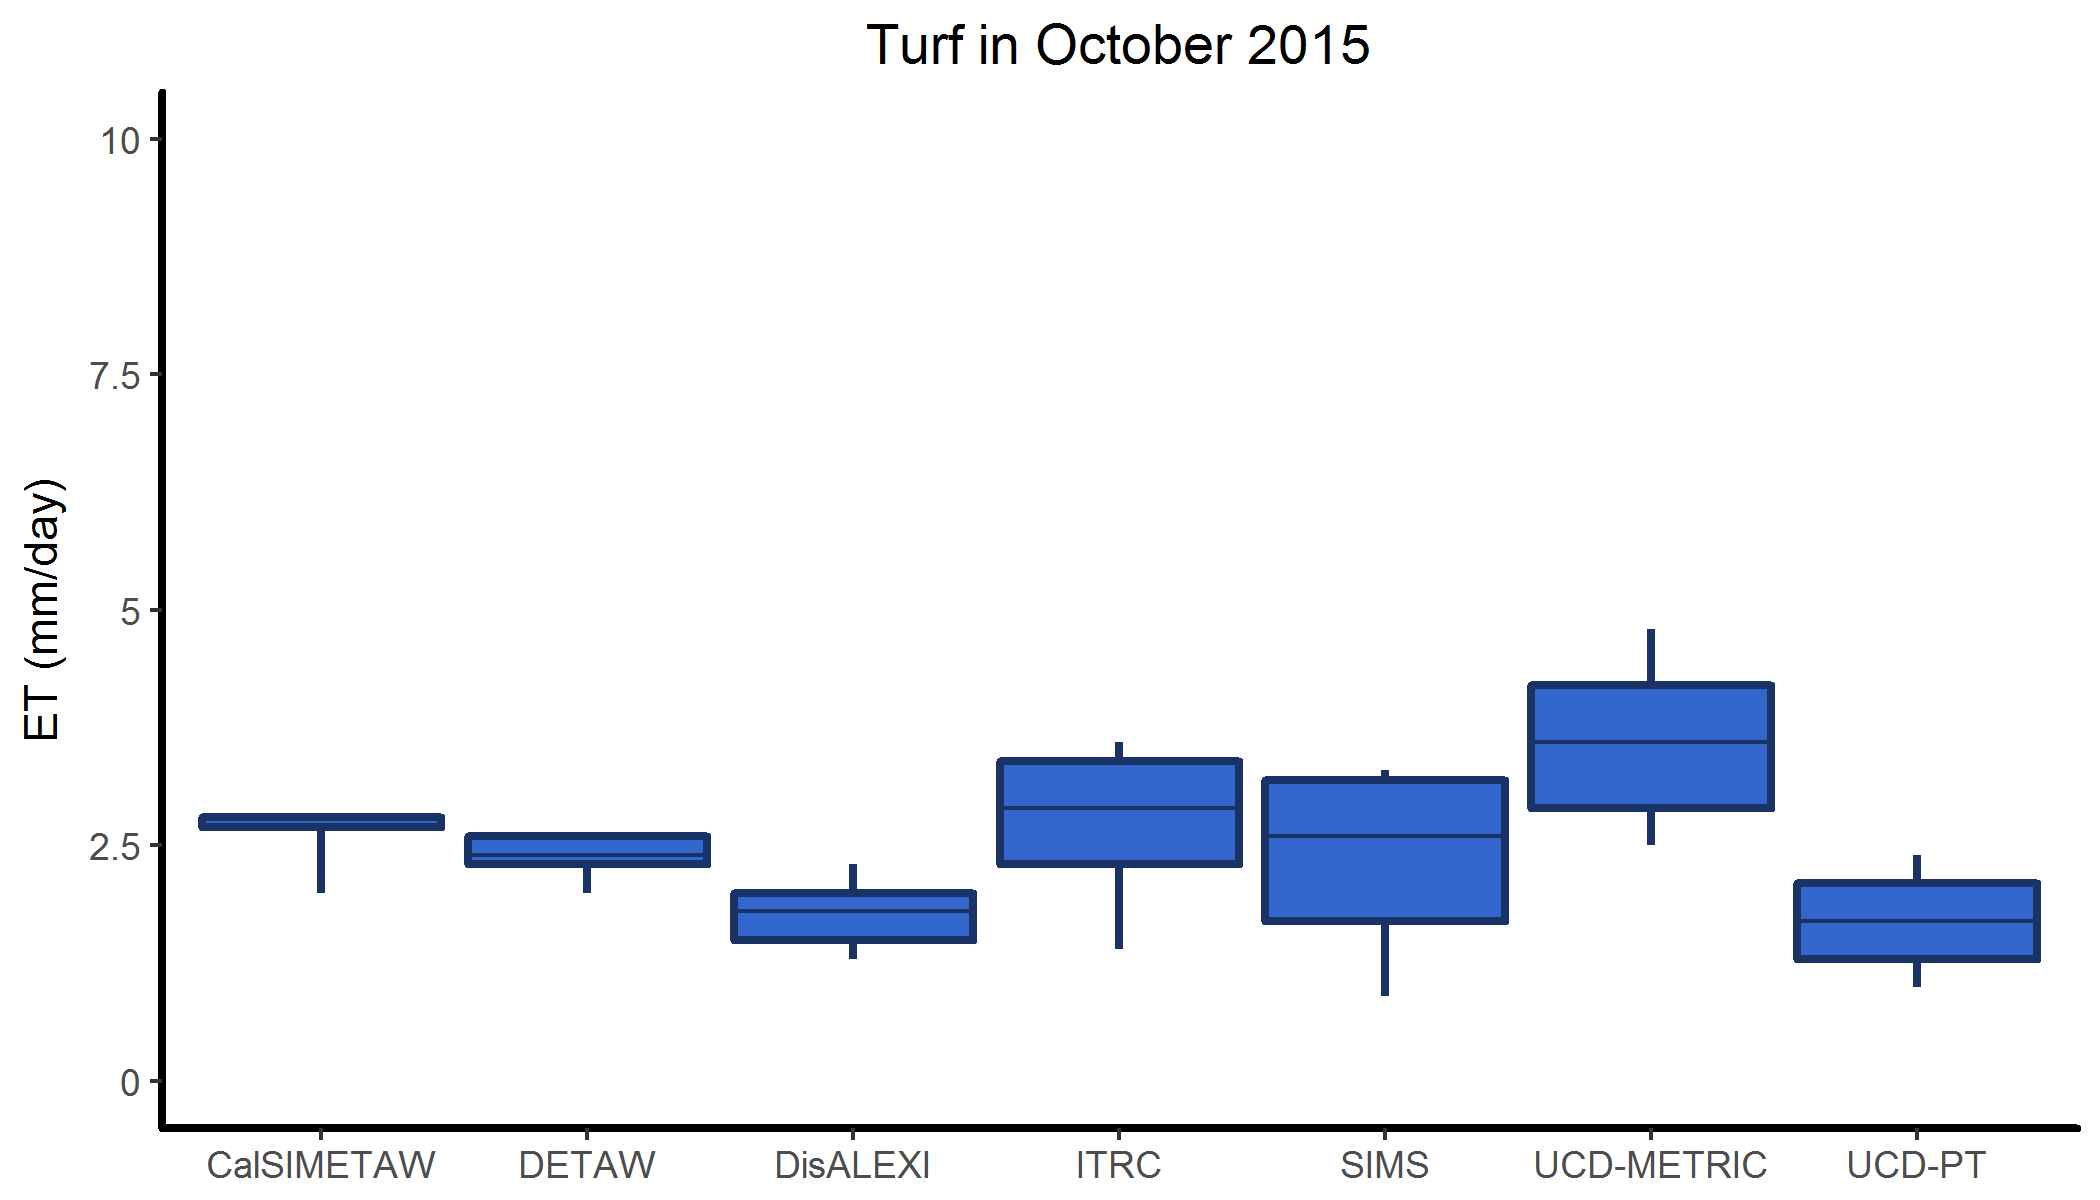 Turf in October 2015
ET (mm/day)
10
7.5
5
2.5
0
CalSIMETAW DETAW DisALEXI ITRC SIMS UCD-METRIC UCD-PT